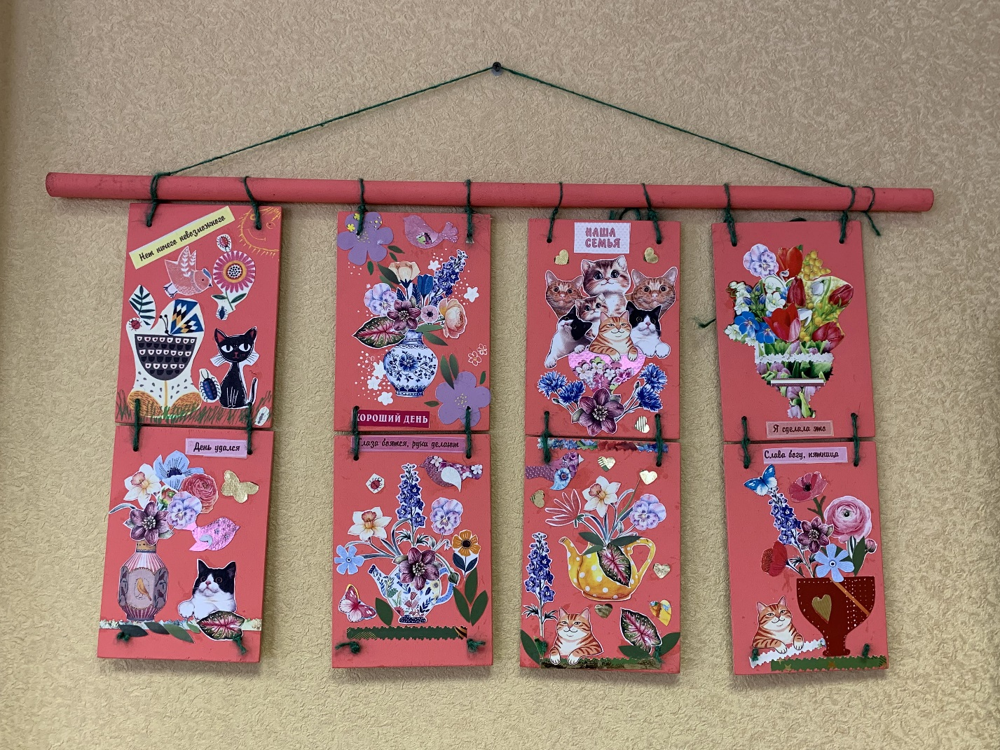 Нет ничего невозможного
ХОРОШИЙ ДЕНЬ
НАША
СЕМЬЯ
Я сделала это
День удался
Глаза боятся, руки делают
Слава богу, пятница